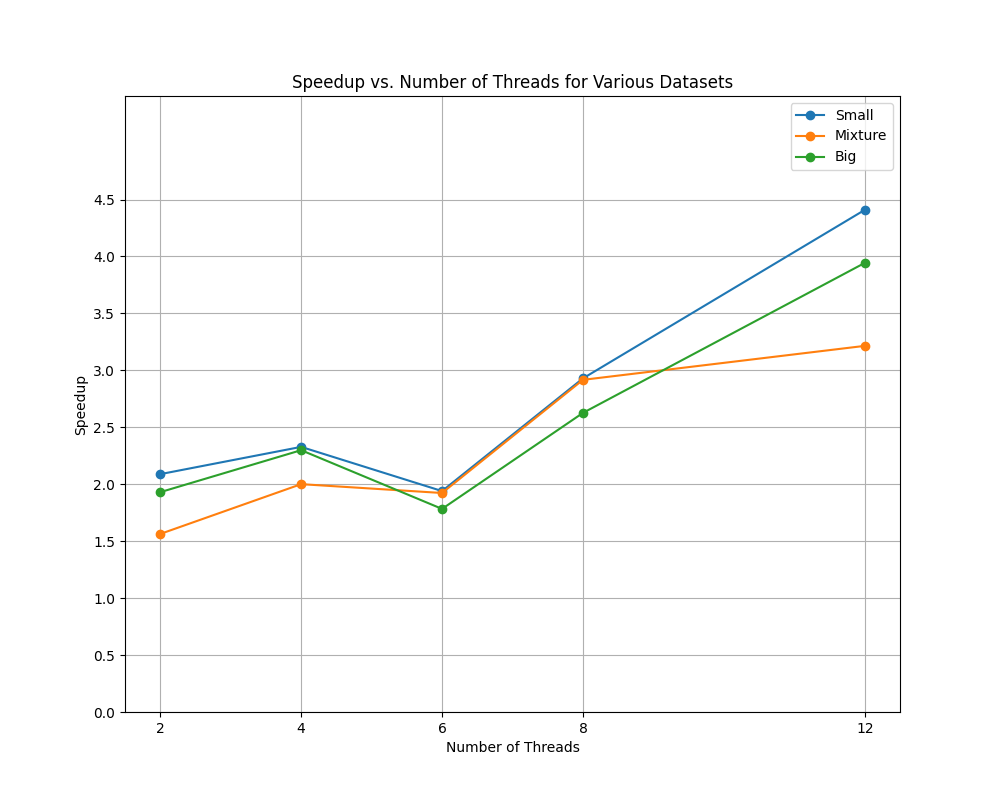 Speedup vs. Number of Threads for Various Datasets
Small
Mixture
Big
4.5
4.0
3.5
3.0
2.5
2.0
1.5
1.0
0.5
0.0
Speedup
2 4 6 8 12
Number of Threads